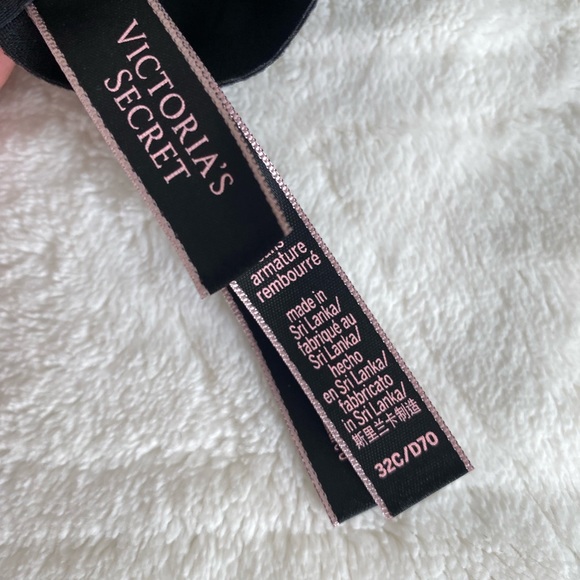 VICTORIA'S
SECRET
sans
armature
rembourré
made in
Sri Lanka/
fabriqué au
Sri Lanka/
hecho
en Sri Lanka/
fabbricato
in Sri Lanka/
斯里兰卡制造
32C/D70